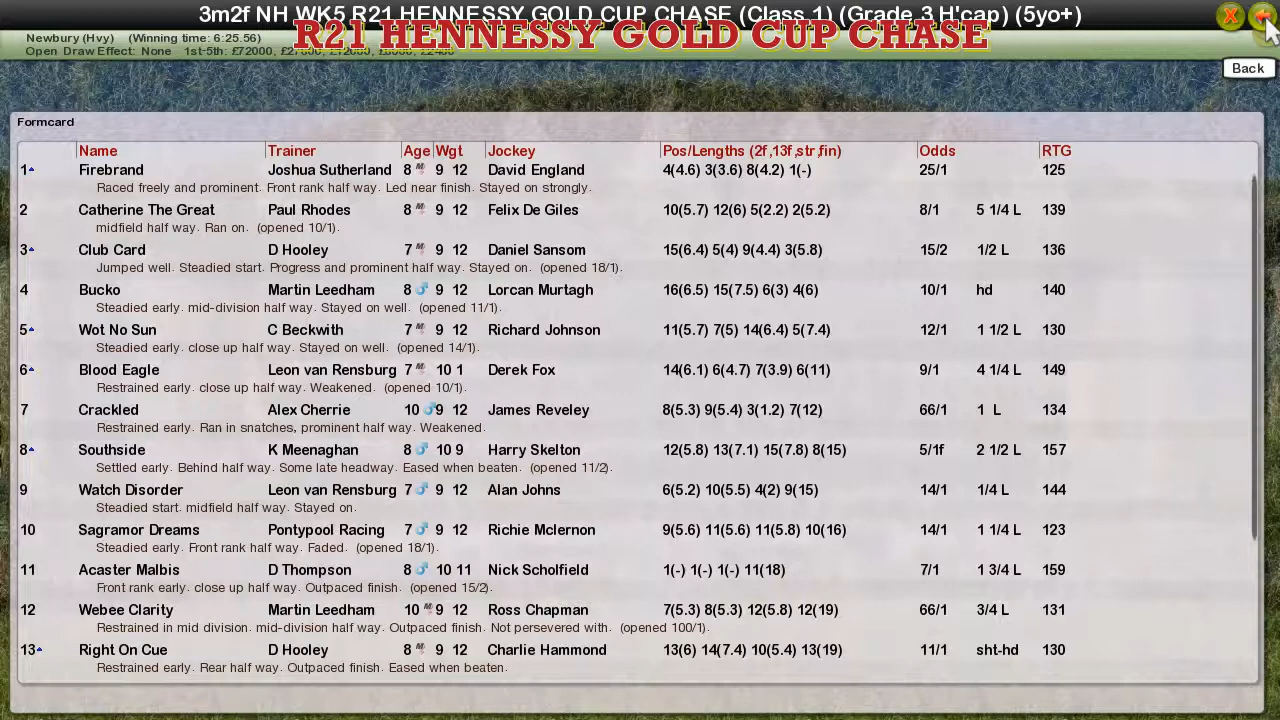 3m2f NH WK5 R21 HENNESSY GOLD CUP CHASE (Class 1) (Grade 3 H'cap) (5yo+)
R21 HENNESSY GOLD CUP CHASE
Newbury (Hvy) (Winning time: 6:25.56)
Open Draw Effect: None 1st-5th: £72000,
Back
Formcard
Name Trainer Age Wgt Jockey Pos/Lengths (2f,13f,str,fin) Odds RTG
1 Firebrand Joshua Sutherland 8 9 12 David England 4(4.6) 3(3.6) 8(4.2) 1(-) 25/1 125
Raced freely and prominent. Front rank half way. Led near finish. Stayed on strongly.
2 Catherine The Great Paul Rhodes 8 9 12 Felix De Giles 10(5.7) 12(6) 5(2.2) 2(5.2) 8/1 5 1/4 L 139
midfield half way. Ran on. (opened 10/1).
3 Club Card D Hooley 7 9 12 Daniel Sansom 15(6.4) 5(4) 9(4.4) 3(5.8) 15/2 1/2 L 136
Jumped well. Steadied start. Progress and prominent half way. Stayed on. (opened 18/1).
4 Bucko Martin Leedham 8 9 12 Lorcan Murtagh 16(6.5) 15(7.5) 6(3) 4(6) 10/1 hd 140
Steadied early. mid-division half way. Stayed on well. (opened 11/1).
5 Wot No Sun C Beckwith 7 9 12 Richard Johnson 11(5.7) 7(5) 14(6.4) 5(7.4) 12/1 1 1/2 L 130
Steadied early. close up half way. Stayed on well. (opened 14/1).
6 Blood Eagle Leon van Rensburg 7 10 1 Derek Fox 14(6.1) 6(4.7) 7(3.9) 6(11) 9/1 4 1/4 L 149
Restrained early. close up half way. Weakened. (opened 10/1).
7 Crackled Alex Cherrie 10 9 12 James Reveley 8(5.3) 9(5.4) 3(1.2) 7(12) 66/1 1 L 134
Restrained early. Ran in snatches, prominent half way. Weakened.
8 Southside K Meenaghan 8 10 9 Harry Skelton 12(5.8) 13(7.1) 15(7.8) 8(15) 5/1f 2 1/2 L 157
Settled early. Behind half way. Some late headway. Eased when beaten. (opened 11/2).
9 Watch Disorder Leon van Rensburg 7 9 12 Alan Johns 6(5.2) 10(5.5) 4(2) 9(15) 14/1 1/4 L 144
Steadied start. midfield half way. Stayed on.
10 Sagramor Dreams Pontypool Racing 7 9 12 Richie Mclernon 9(5.6) 11(5.6) 11(5.8) 10(16) 14/1 1 1/4 L 123
Steadied early. Front rank half way. Faded. (opened 18/1).
11 Acaster Malbis D Thompson 8 10 11 Nick Scholfield 1(-) 1(-) 1(-) 11(18) 7/1 1 3/4 L 159
Front rank early. close up half way. Outpaced finish. (opened 15/2).
12 Webee Clarity Martin Leedham 10 9 12 Ross Chapman 7(5.3) 8(5.3) 12(5.8) 12(19) 66/1 3/4 L 131
Restrained in mid division. mid-division half way. Outpaced finish. Not persevered with. (opened 100/1).
13 Right On Cue D Hooley 8 9 12 Charlie Hammond 13(6) 14(7.4) 10(5.4) 13(19) 11/1 sht-hd 130
Restrained early. Rear half way. Outpaced finish. Eased when beaten.